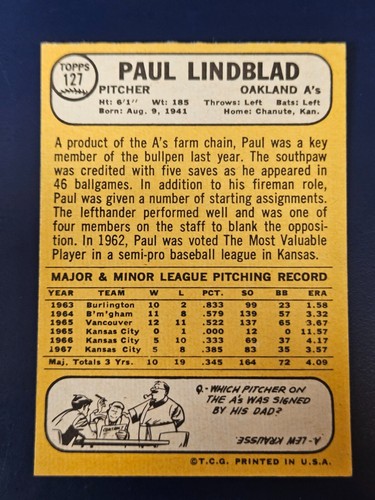 TOPPS
127
PAUL LINDBLAD
PITCHER OAKLAND A's
Ht: 6'1" Wt: 185 Throws: Left Bats: Left
Born: Aug. 9, 1941 Home: Chanute, Kan.
A product of the A's farm chain, Paul was a key
member of the bullpen last year. The southpaw
was credited with five saves as he appeared in
46 ballgames. In addition to his fireman role,
Paul was given a number of starting assignments.
The lefthander performed well and was one of
four members on the staff to blank the opposi-
tion. In 1962, Paul was voted The Most Valuable
Player in a semi-pro baseball league in Kansas.
MAJOR & MINOR LEAGUE PITCHING RECORD
YEAR TEAM W L PCT. SO BB ERA
1963 Burlington 10 2 .833 99 23 1.58
1964 B'm'gham 11 8 .579 139 57 3.32
1965 Vancouver 12 11 .522 137 65 3.67
1965 Kansas City 0 1 .000 12 0 11.57
1966 Kansas City 5 10 .333 69 37 4.17
1967 Kansas City 5 8 .385 83 35 3.57
Maj. Totals 3 Yrs. 10 19 .345 164 72 4.09
Q-WHICH PITCHER ON
THE A'S WAS SIGNED
BY HIS DAD?
A-LEW KRAUSSE.
©T.C.G. PRINTED IN U.S.A.